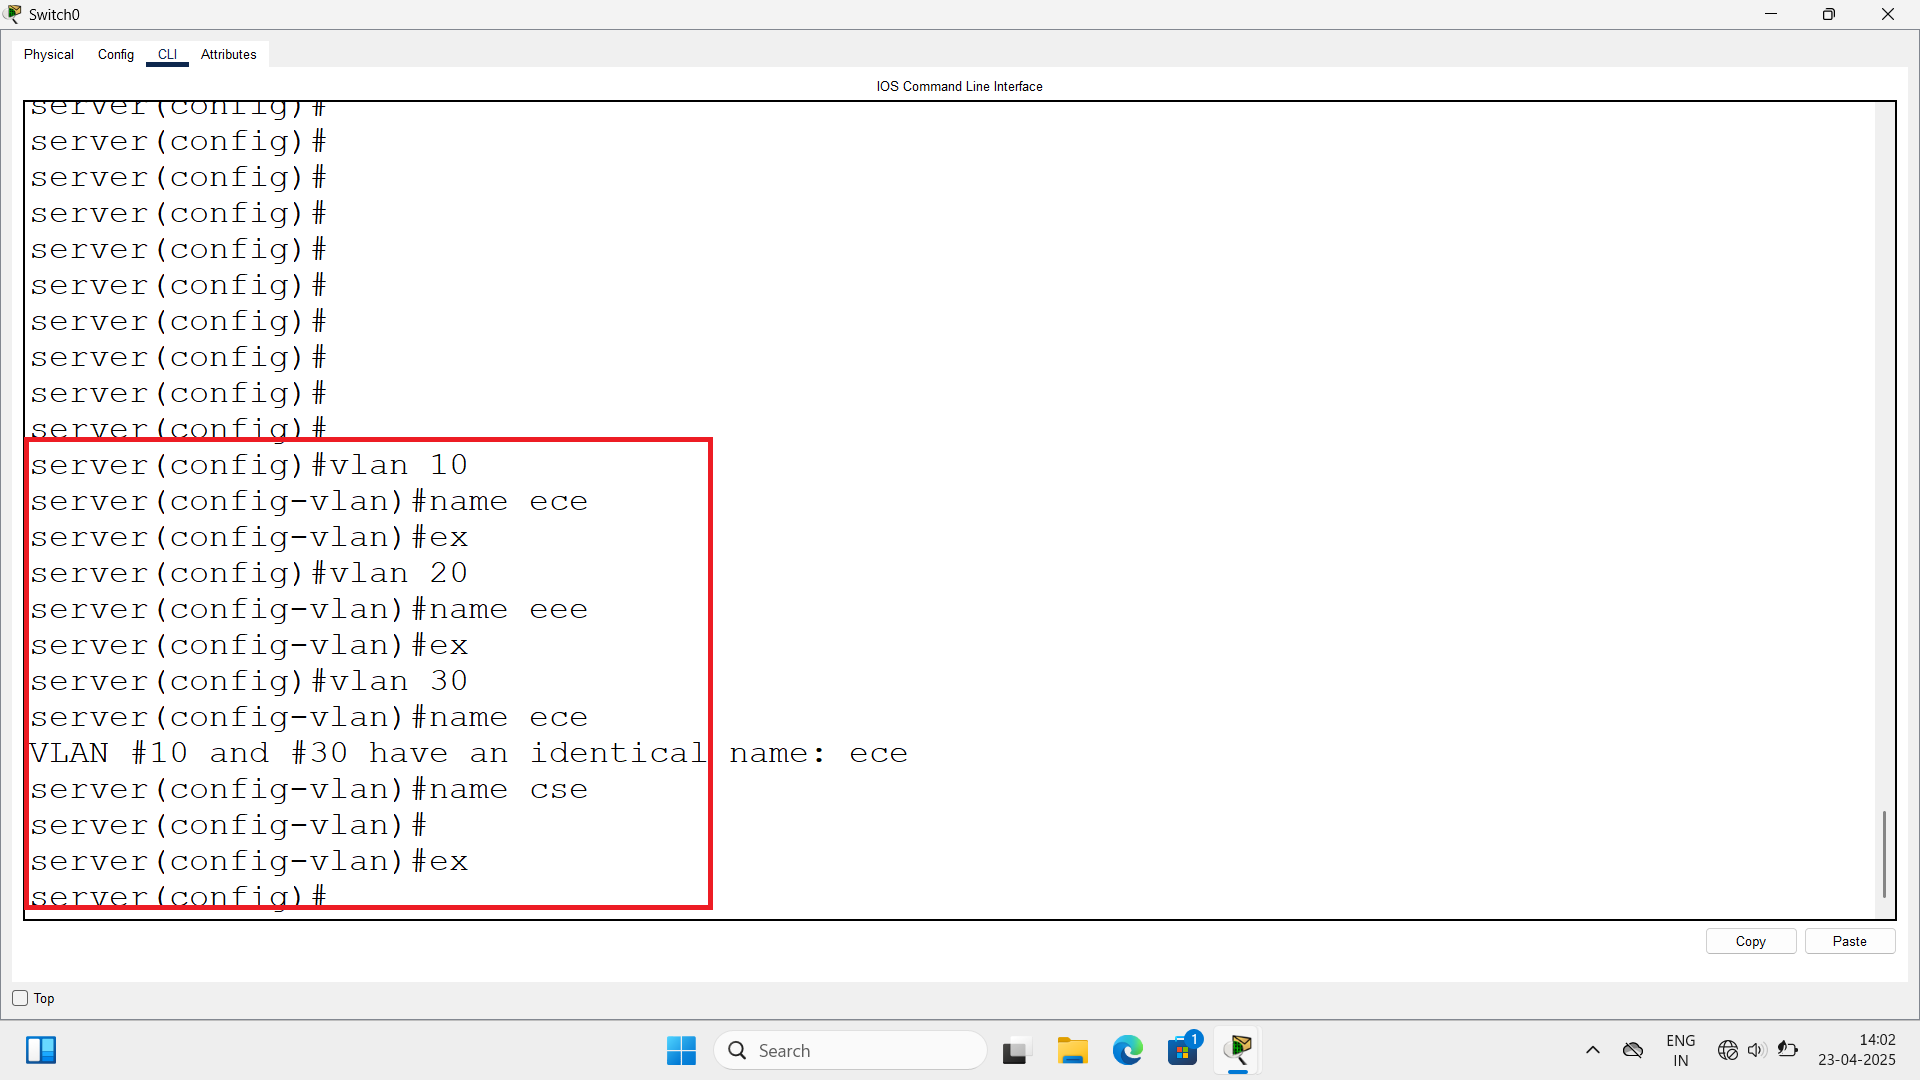 Switch0
Physical Config CLI Attributes
IOS Command Line Interface
server(config)#
server(config)#
server(config)#
server(config)#
server(config)#
server(config)#
server(config)#
server(config)#
server(config)#
server(config)#
server(config)#vlan 10
server(config-vlan)#name ece
server(config-vlan)#ex
server(config)#vlan 20
server(config-vlan)#name eee
server(config-vlan)#ex
server(config)#vlan 30
server(config-vlan)#name ece
VLAN #10 and #30 have an identical name: ece
server(config-vlan)#name cse
server(config-vlan)#
server(config-vlan)#ex
server(config)#
Copy Paste
Top
Search
1
ENG
IN
14:02
23-04-2025